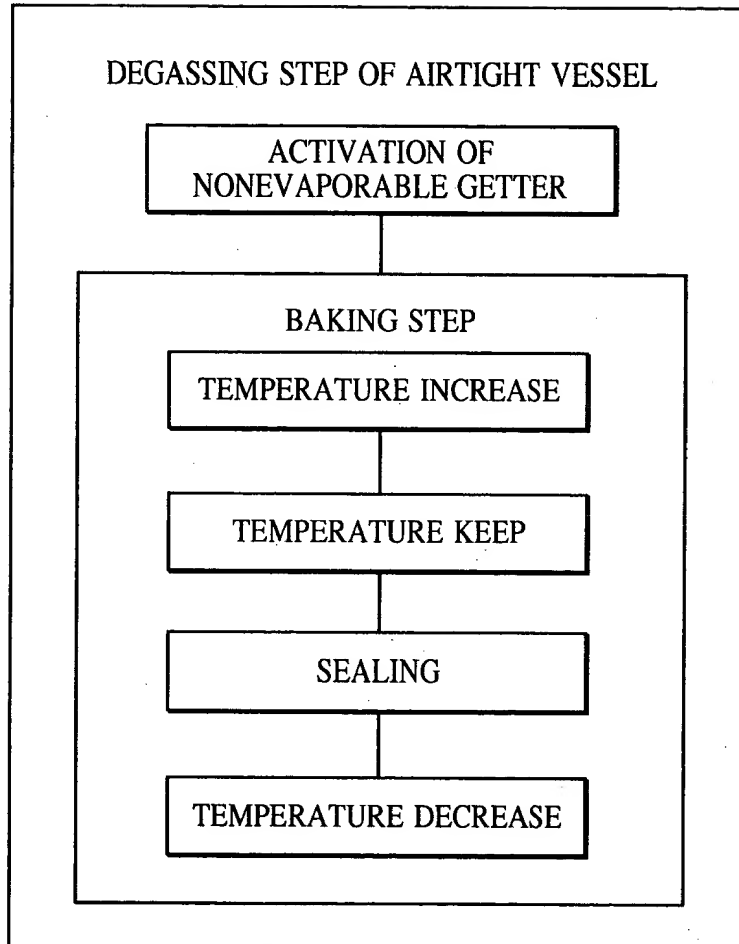 DEGASSING STEP OF AIRTIGHT VESSEL
ACTIVATION OF
NONEVAPORABLE GETTER
BAKING STEP
TEMPERATURE INCREASE
TEMPERATURE KEEP
SEALING
TEMPERATURE DECREASE